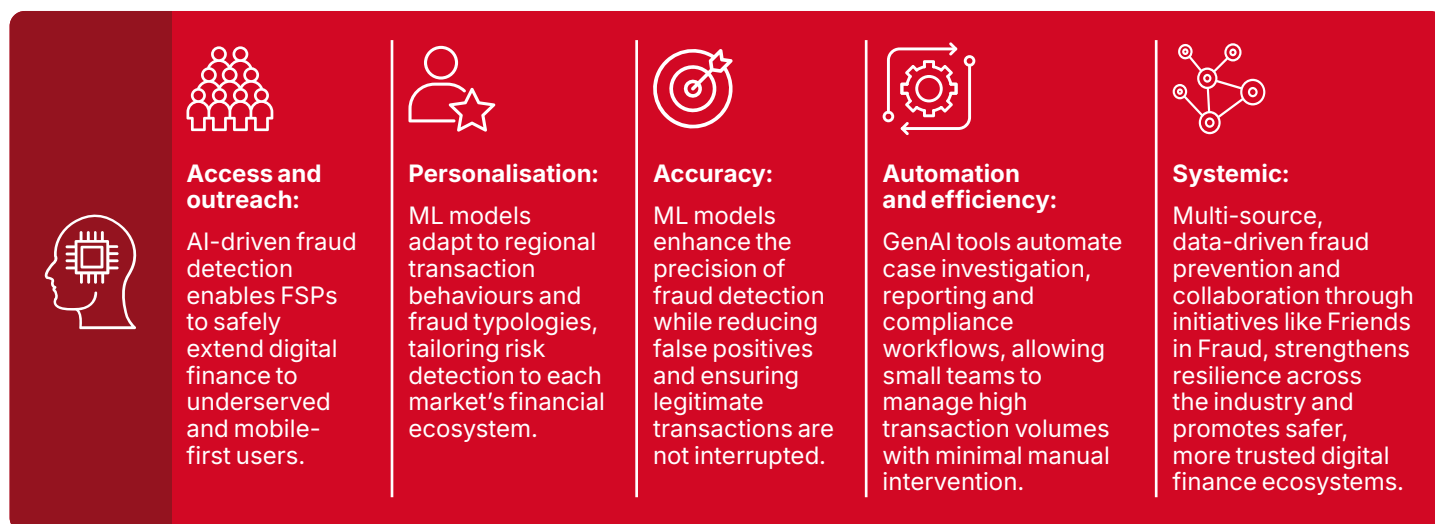 Access and
outreach:
AI-driven fraud
detection
enables FSPs
to safely
extend digital
finance to
underserved
and mobile-
first users.
Personalisation:
ML models
adapt to regional
transaction
behaviours and
fraud typologies,
tailoring risk
detection to each
market’s financial
ecosystem.
Accuracy:
ML models
enhance the
precision of
fraud detection
while reducing
false positives
and ensuring
legitimate
transactions are
not interrupted.
Automation
and efficiency:
GenAI tools automate
case investigation,
reporting and
compliance
workflows, allowing
small teams to
manage high
transaction volumes
with minimal manual
intervention.
Systemic:
Multi-source,
data-driven fraud
prevention and
collaboration through
initiatives like Friends
in Fraud, strengthens
resilience across
the industry and
promotes safer,
more trusted digital
finance ecosystems.